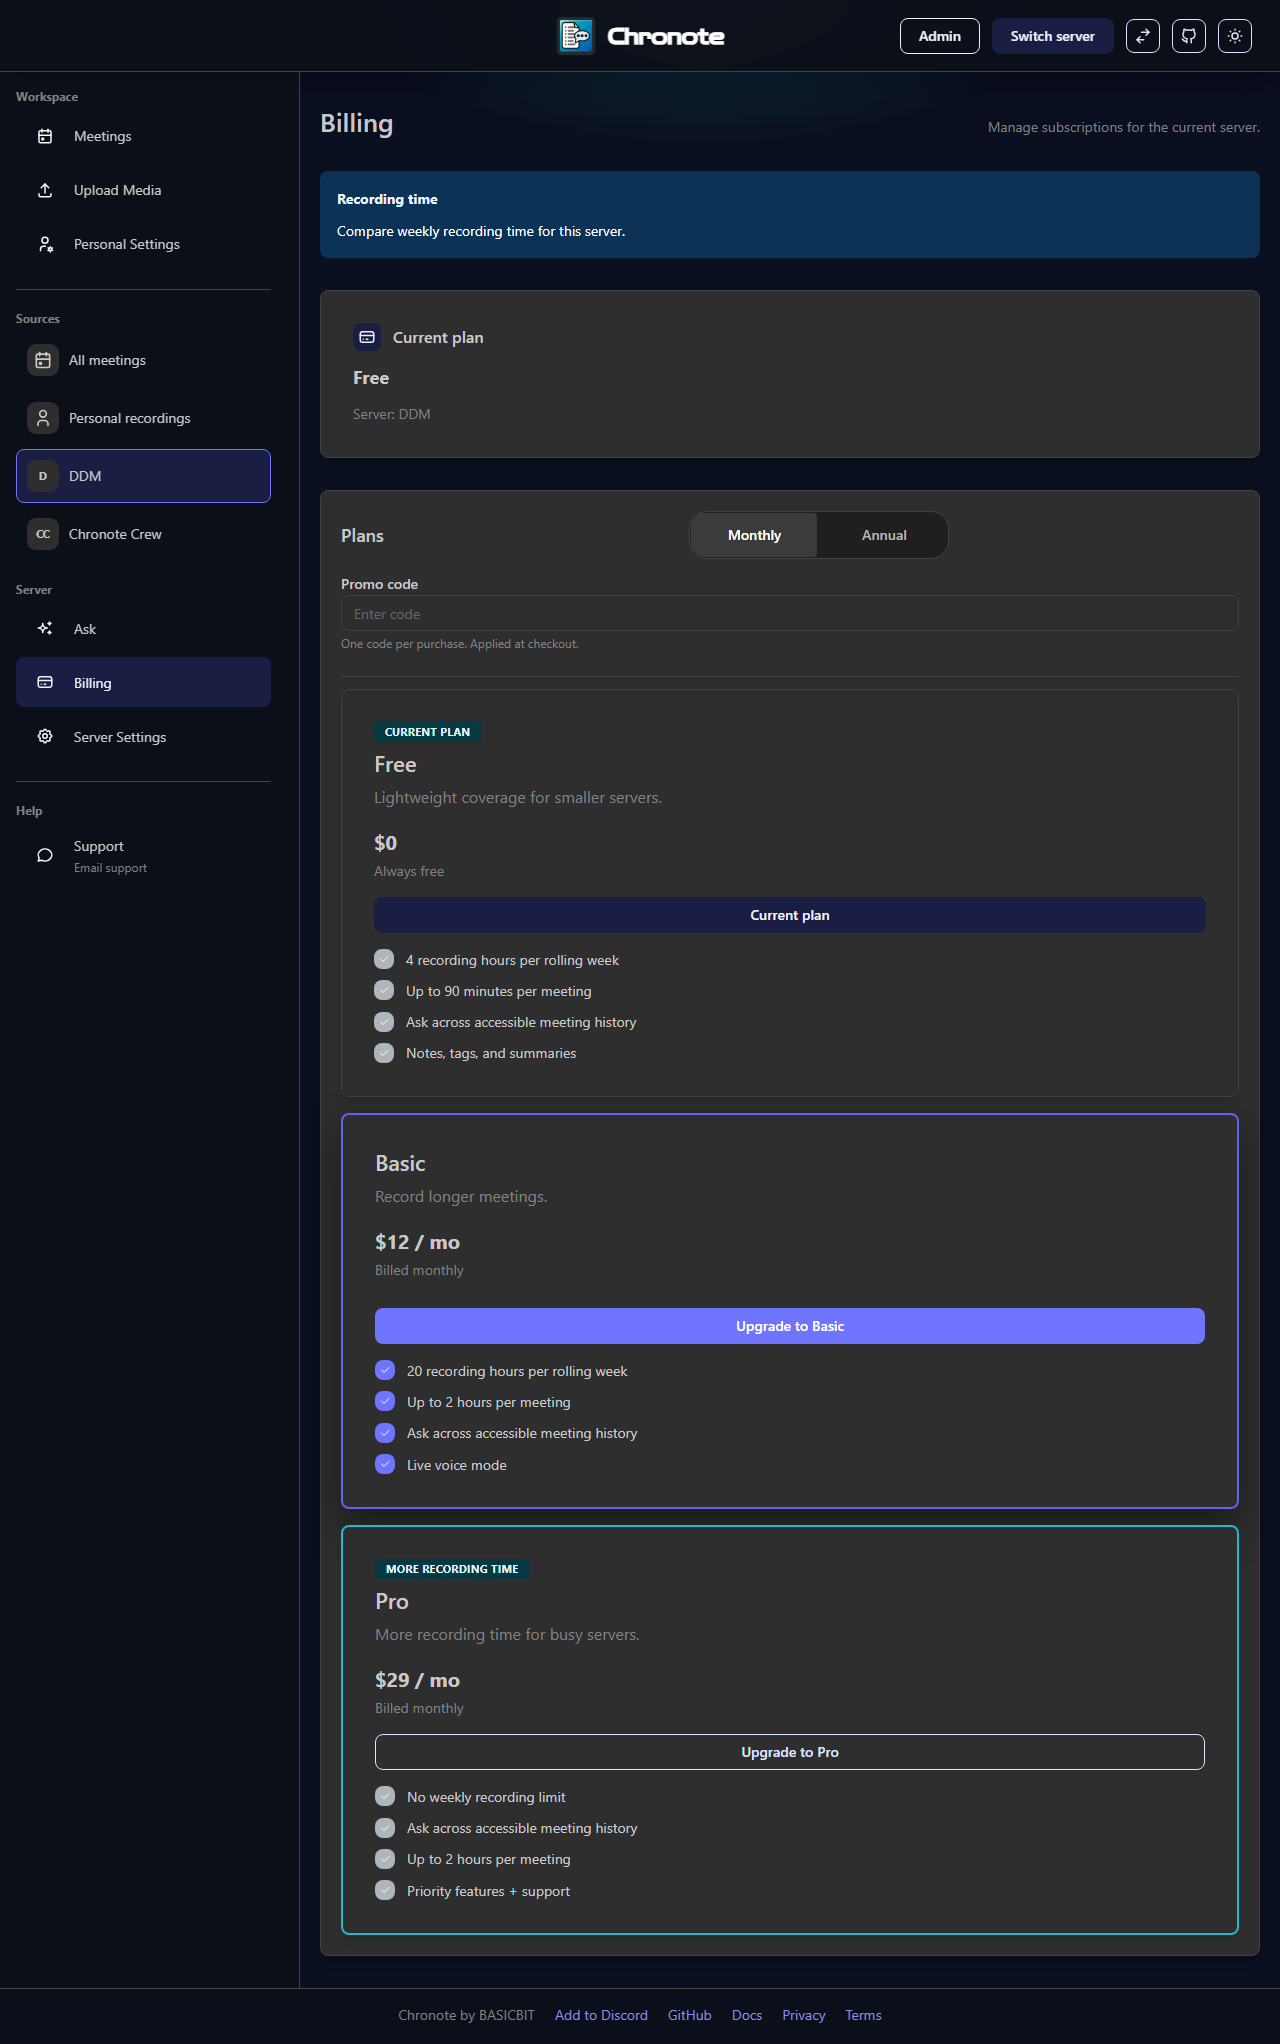 Chronote
Admin
Switch server
Workspace
Meetings
Upload Media
Personal Settings
Sources
All meetings
Personal recordings
D
DDM
CC
Chronote Crew
Server
Ask
Billing
Server Settings
Help
Support
Email support
Billing
Manage subscriptions for the current server.
Recording time
Compare weekly recording time for this server.
Current plan
Free
Server: DDM
Plans
Monthly
Annual
Promo code
Enter code
One code per purchase. Applied at checkout.
CURRENT PLAN
Free
Lightweight coverage for smaller servers.
$0
Always free
Current plan
4 recording hours per rolling week
Up to 90 minutes per meeting
Ask across accessible meeting history
Notes, tags, and summaries
Basic
Record longer meetings.
$12 / mo
Billed monthly
Upgrade to Basic
20 recording hours per rolling week
Up to 2 hours per meeting
Ask across accessible meeting history
Live voice mode
MORE RECORDING TIME
Pro
More recording time for busy servers.
$29 / mo
Billed monthly
Upgrade to Pro
No weekly recording limit
Ask across accessible meeting history
Up to 2 hours per meeting
Priority features + support
Chronote by BASICBIT
Add to Discord
GitHub
Docs
Privacy
Terms